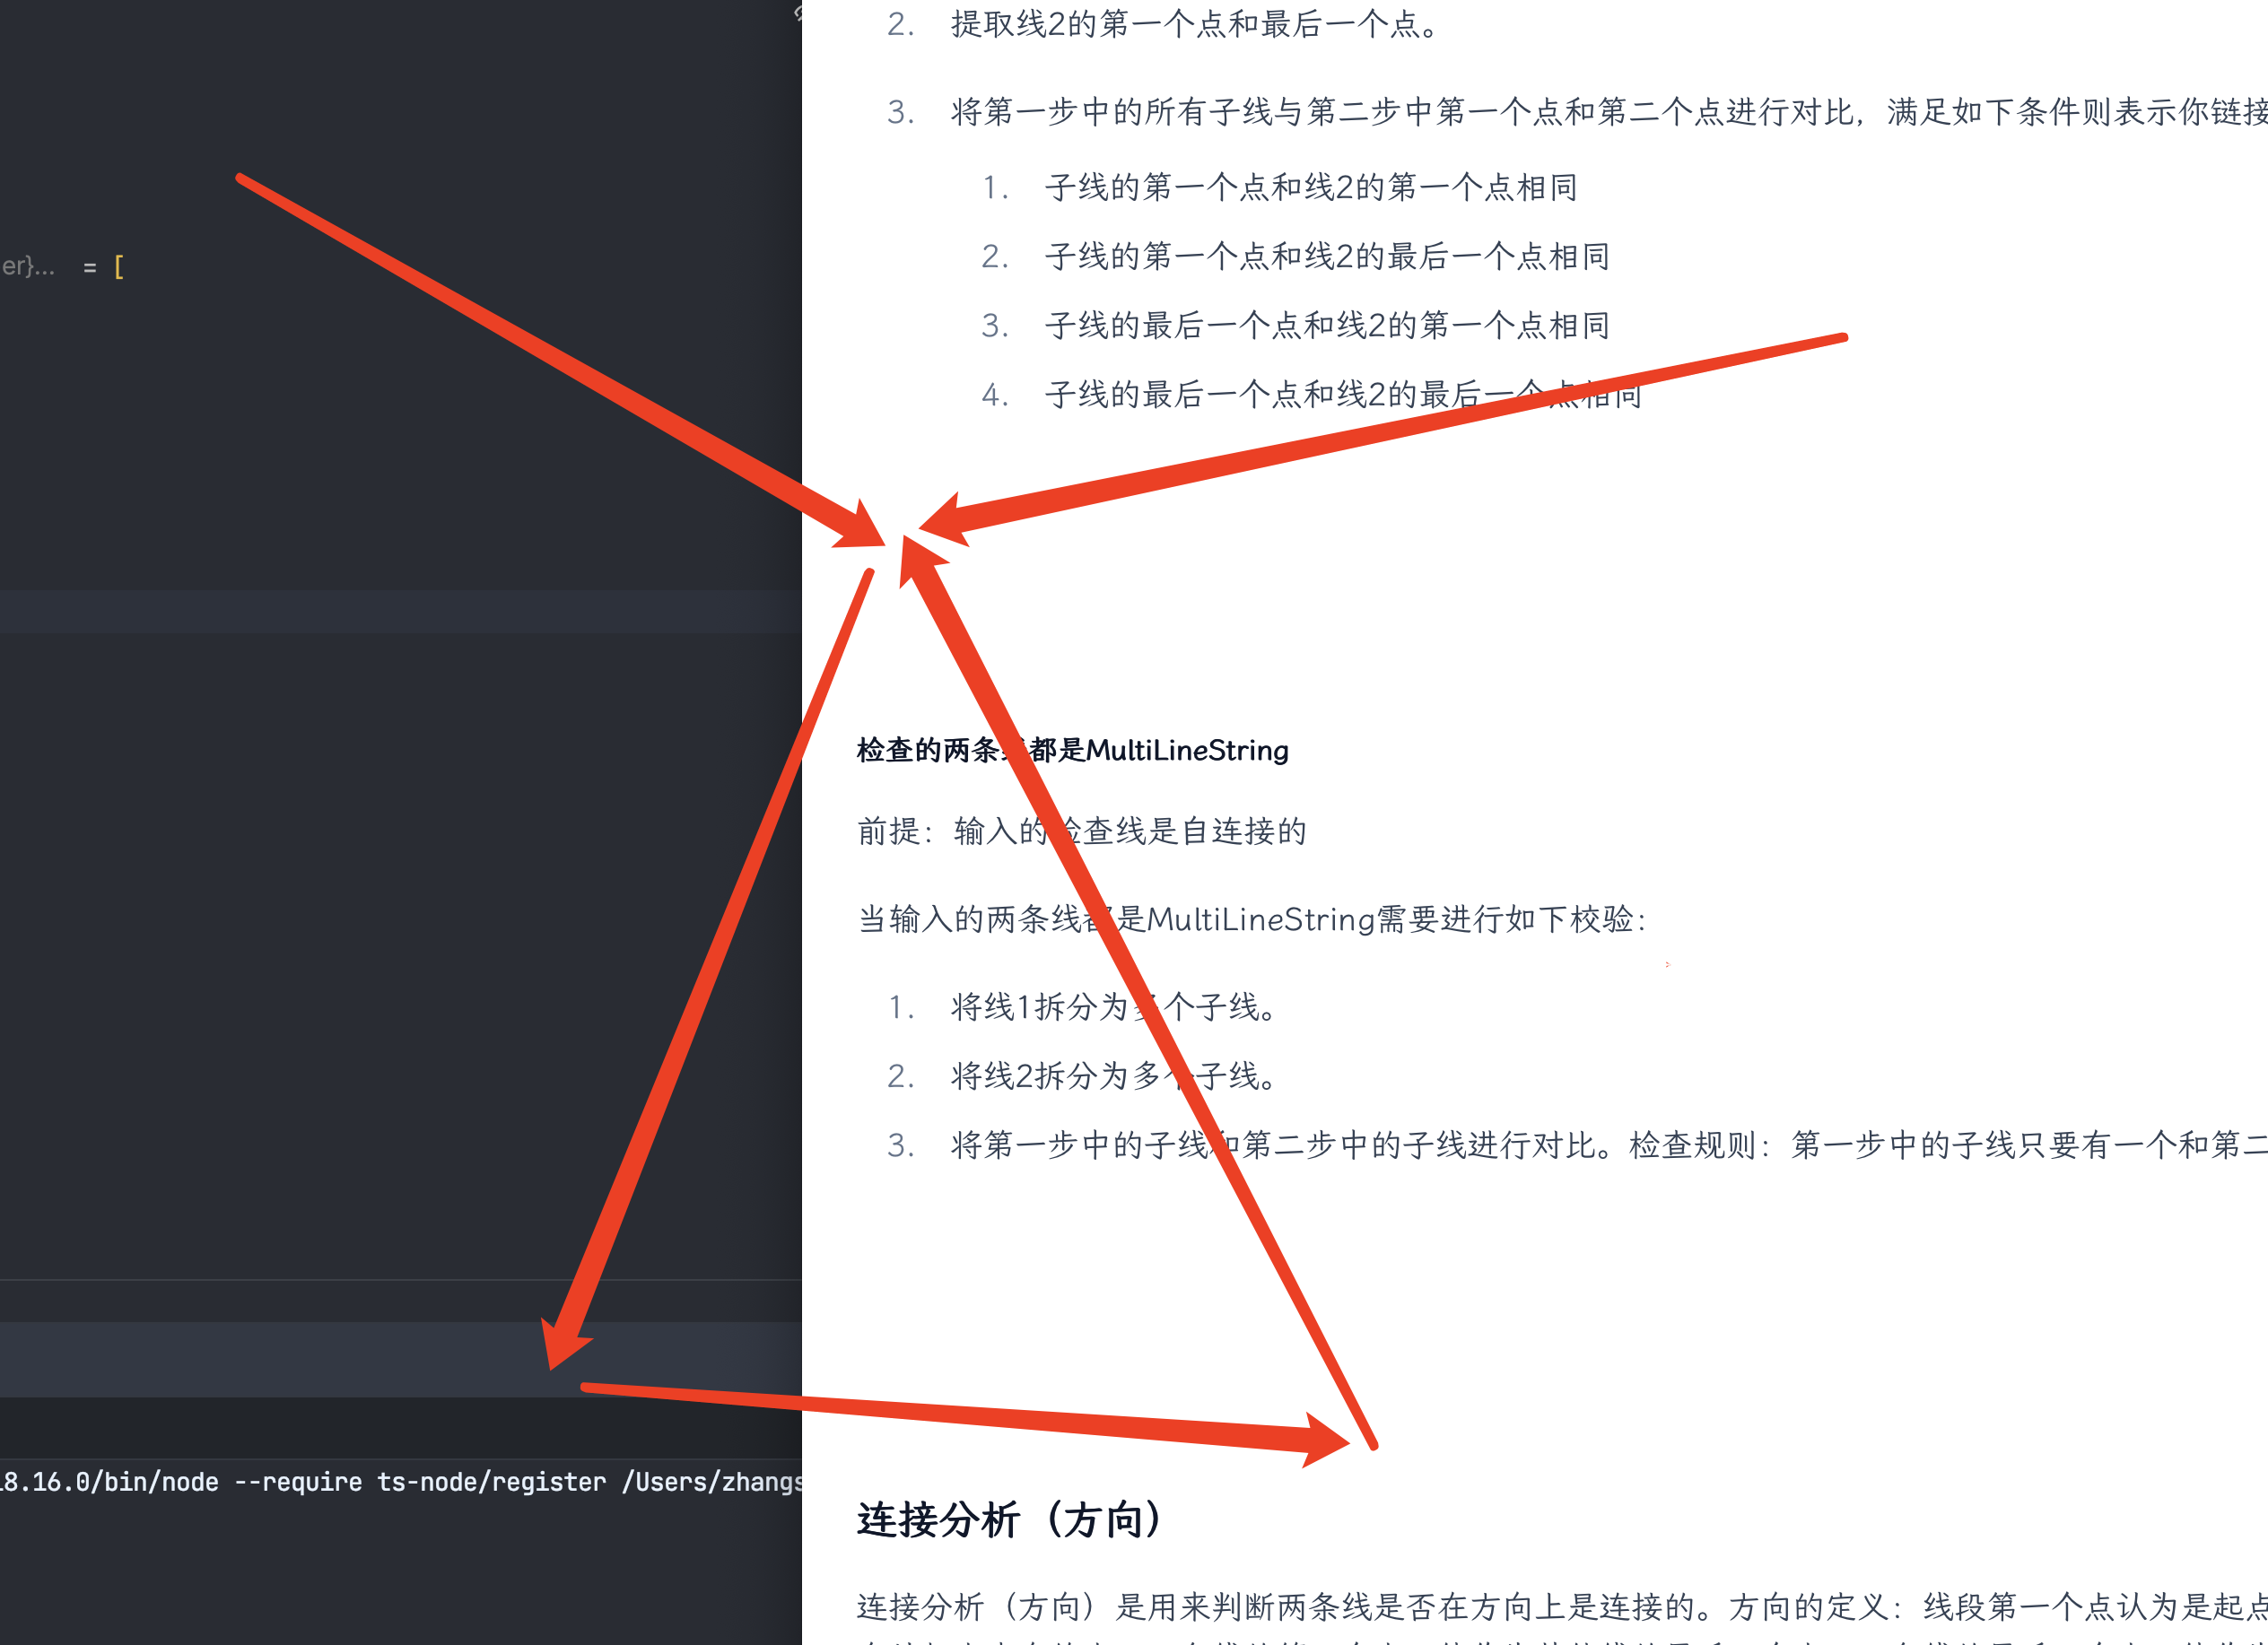 er}... = [
18.16.0/bin/node --require ts-node/register /Users/zhangs
2. 提取线2的第一个点和最后一个点。
3. 将第一步中的所有子线与第二步中第一个点和第二个点进行对比，满足如下条件则表示你链接
1. 子线的第一个点和线2的第一个点相同
2. 子线的第一个点和线2的最后一个点相同
3. 子线的最后一个点和线2的第一个点相同
4. 子线的最后一个点和线2的最后一个点相同
检查的两条线都是MultiLineString
前提：输入的检查线是自连接的
当输入的两条线都是MultiLineString需要进行如下校验：
1. 将线1拆分为多个子线。
2. 将线2拆分为多个子线。
3. 将第一步中的子线和第二步中的子线进行对比。检查规则：第一步中的子线只要有一个和第二
连接分析（方向）
连接分析（方向）是用来判断两条线是否在方向上是连接的。方向的定义：线段第一个点认为是起点